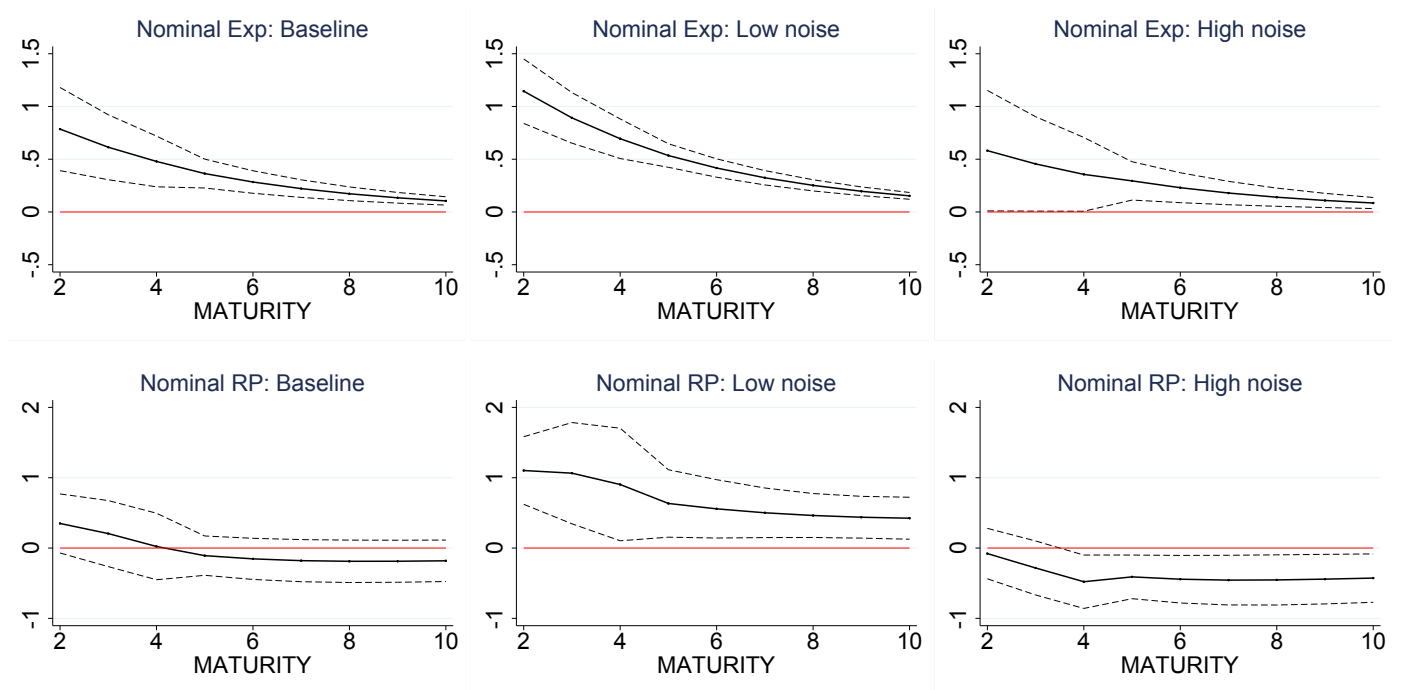 Nominal Exp: Baseline
1.5
1
.5
0
-.5
2 4 6 8 10
MATURITY
Nominal Exp: Low noise
1.5
1
.5
0
-.5
2 4 6 8 10
MATURITY
Nominal Exp: High noise
1.5
1
.5
0
-.5
2 4 6 8 10
MATURITY
Nominal RP: Baseline
2
1
0
-1
2 4 6 8 10
MATURITY
Nominal RP: Low noise
2
1
0
-1
2 4 6 8 10
MATURITY
Nominal RP: High noise
2
1
0
-1
2 4 6 8 10
MATURITY